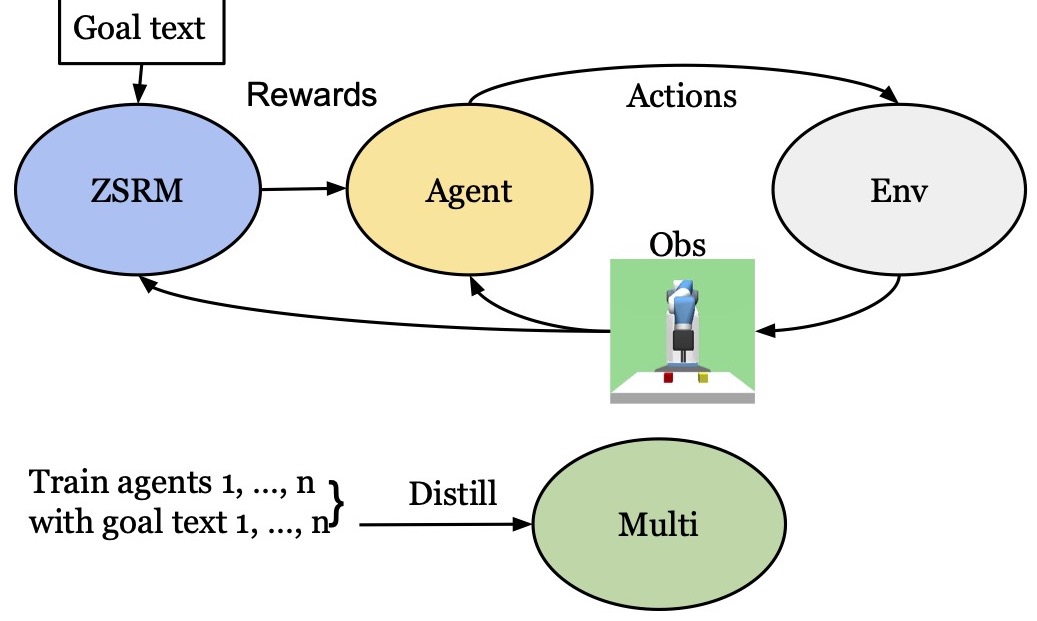 Goal text
Rewards
Actions
ZSRM
Agent
Env
Obs
Train agents 1, ..., n
with goal text 1, ..., n
}
Distill
Multi